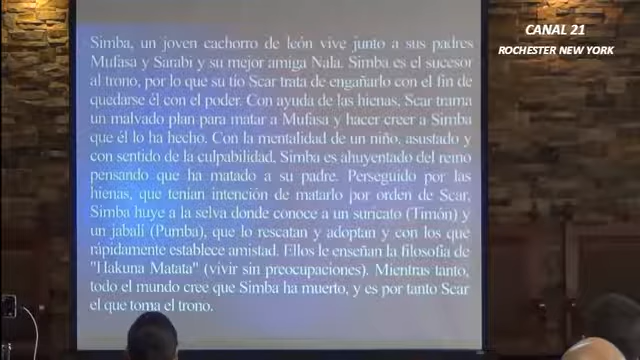 CANAL 21
ROCHESTER NEW YORK
Simba, un joven cachorro de león vive junto a sus padres
Mufasa y Sarabi y su mejor amiga Nala. Simba es el sucesor
al trono, por lo que su tío Scar trata de engañarlo con el fin de
quedarse él con el poder. Con ayuda de las hienas, Scar trama
un malvado plan para matar a Mufasa y hacer creer a Simba
que él lo ha hecho. Con la mentalidad de un niño, asustado y
con sentido de la culpabilidad, Simba es ahuyentado del reino
pensando que ha matado a su padre. Perseguido por las
hienas, que tenían intención de matarlo por orden de Scar,
Simba huye a la selva donde conoce a un suricato (Timón) y
un jabalí (Pumba), que lo rescatan y adoptan y con los que
rápidamente establece amistad. Ellos le enseñan la filosofía de
"Hakuna Matata" (vivir sin preocupaciones). Mientras tanto,
todo el mundo cree que Simba ha muerto, y es por tanto Scar
el que toma el trono.